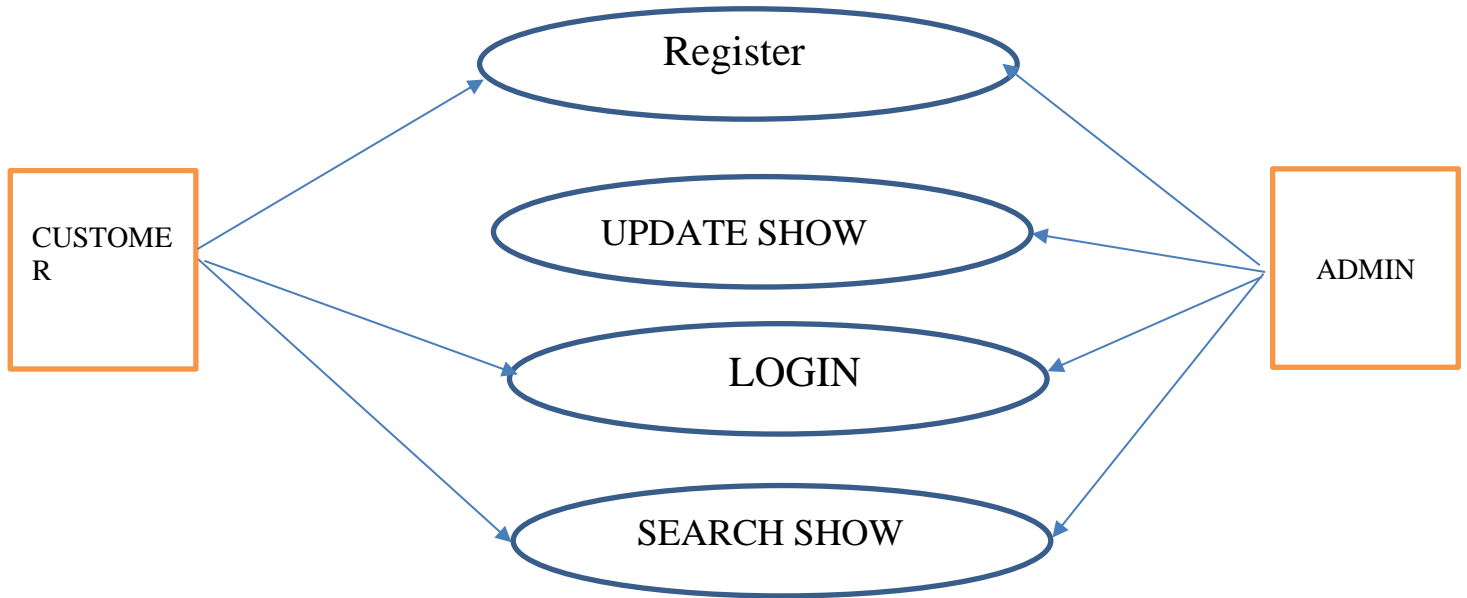 Register
CUSTOME
R
UPDATE SHOW
ADMIN
LOGIN
SEARCH SHOW